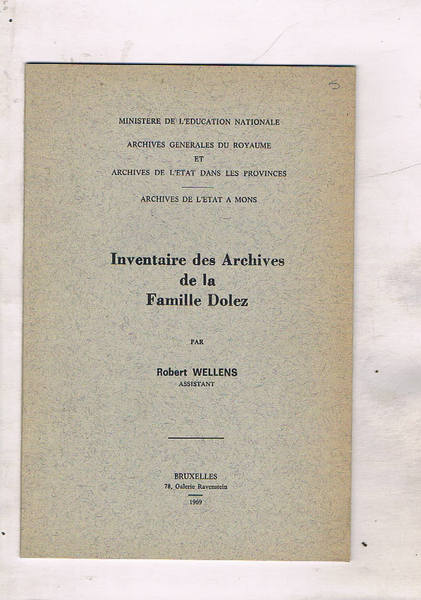 5
MINISTERE DE L'EDUCATION NATIONALE
ARCHIVES GENERALES DU ROYAUME
ET
ARCHIVES DE L'ETAT DANS LES PROVINCES
ARCHIVES DE L'ETAT A MONS
Inventaire des Archives
de la
Famille Dolez
PAR
Robert WELLENS
ASSISTANT
BRUXELLES
78, Galerie Ravenstein
1969